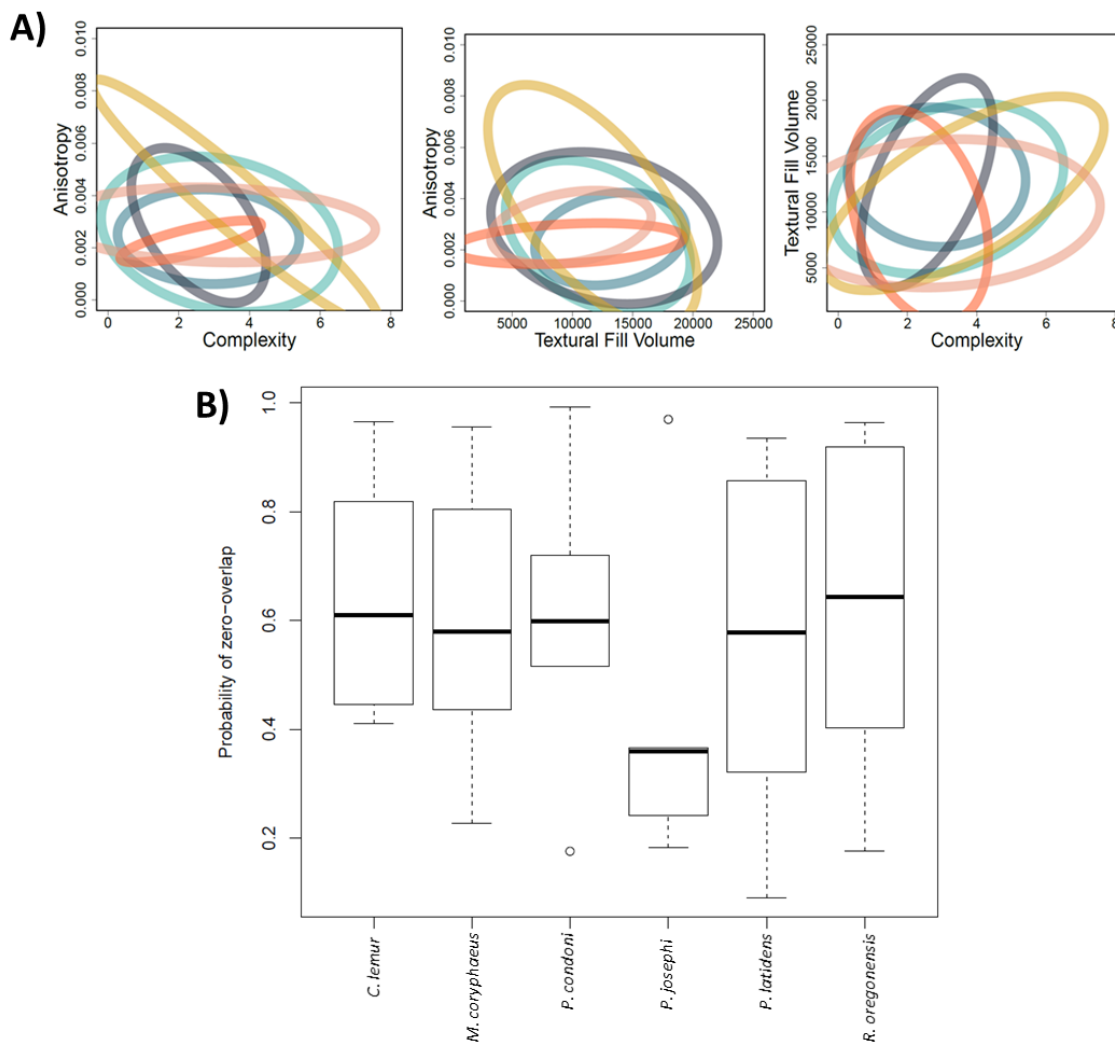 A)
Anisotropy
0.000
0.002
0.004
0.006
0.008
0.010
0
2
4
6
8
Complexity
Anisotropy
0.000
0.002
0.004
0.006
0.008
0.010
5000
10000
15000
20000
25000
Textural Fill Volume
Textural Fill Volume
5000
10000
15000
20000
25000
0
2
4
6
8
Complexity
B)
Probability of zero-overlap
1.0
0.8
0.6
0.4
0.2
C. lemur
M. coryphaeus
P. condoni
P. josephi
P. latidens
R. oregonensis